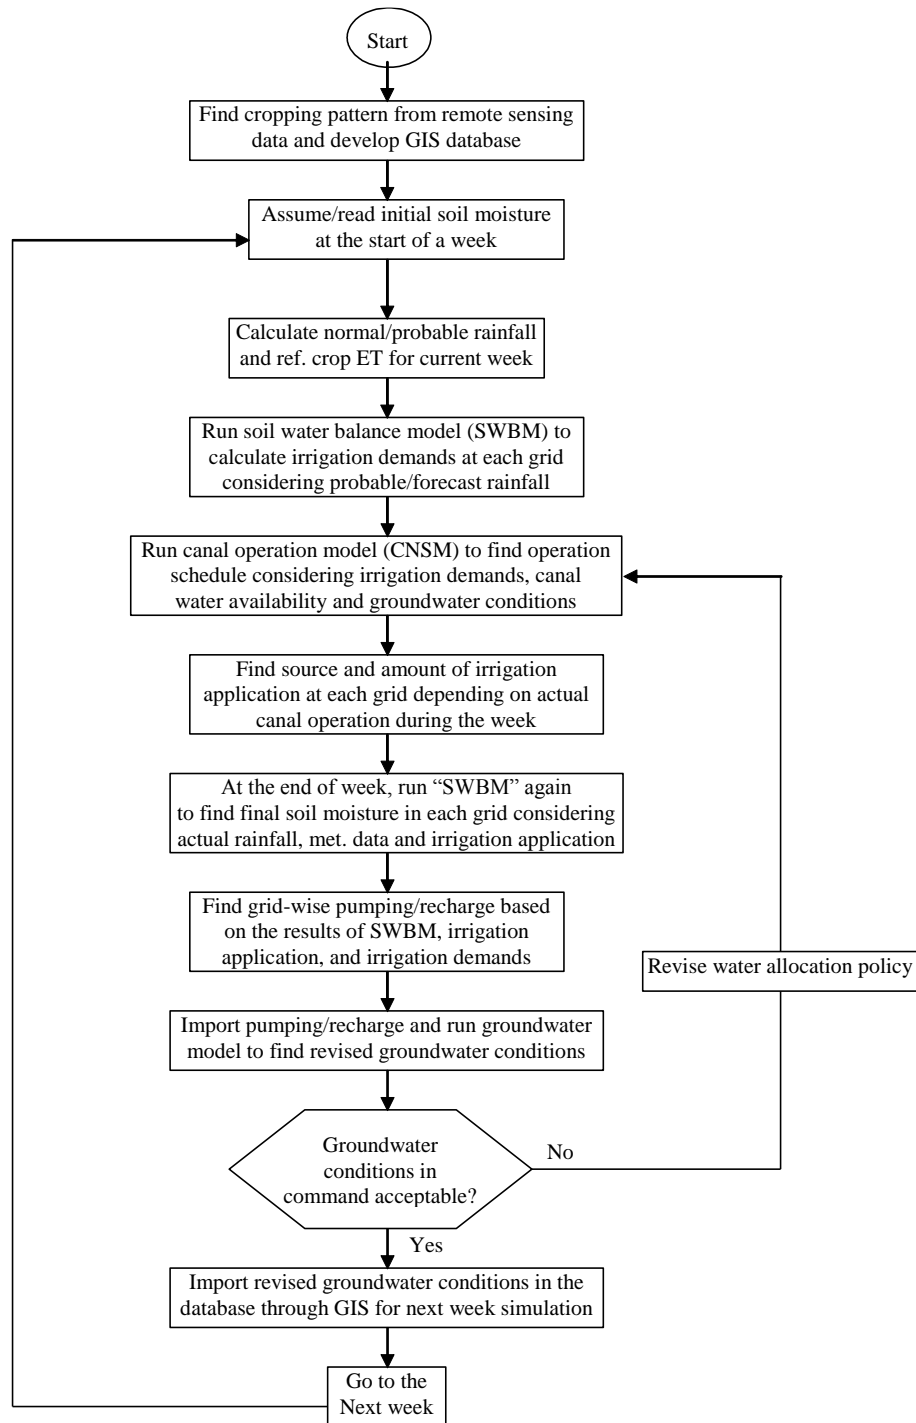 Start
Find cropping pattern from remote sensing
data and develop GIS database
Assume/read initial soil moisture
at the start of a week
Calculate normal/probable rainfall
and ref. crop ET for current week
Run soil water balance model (SWBM) to
calculate irrigation demands at each grid
considering probable/forecast rainfall
Run canal operation model (CNSM) to find operation
schedule considering irrigation demands, canal
water availability and groundwater conditions
Find source and amount of irrigation
application at each grid depending on actual
canal operation during the week
At the end of week, run “SWBM” again
to find final soil moisture in each grid considering
actual rainfall, met. data and irrigation application
Find grid-wise pumping/recharge based
on the results of SWBM, irrigation
application, and irrigation demands
Revise water allocation policy
Import pumping/recharge and run groundwater
model to find revised groundwater conditions
Groundwater
conditions in
command acceptable?
No
Yes
Import revised groundwater conditions in the
database through GIS for next week simulation
Go to the
Next week